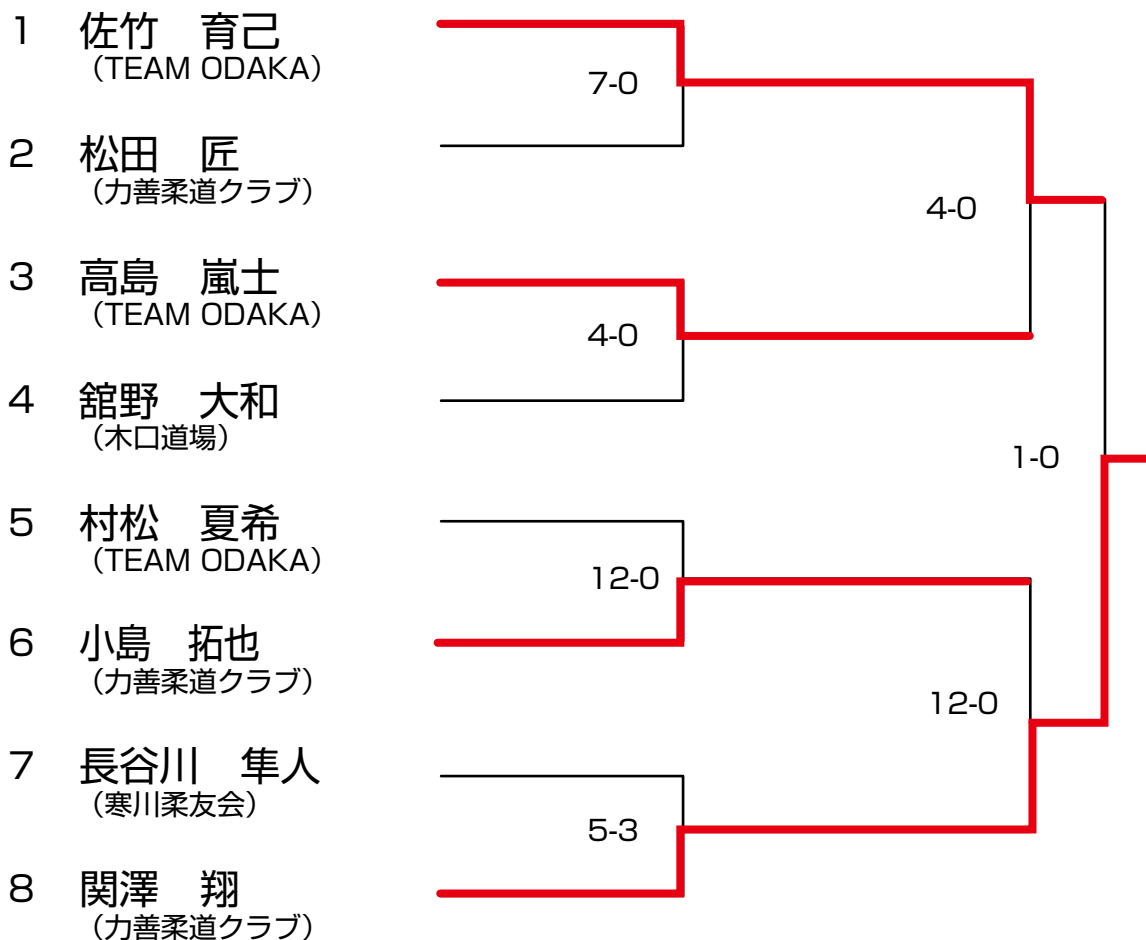 1 佐竹 育己
（TEAM ODAKA）
7-0
2 松田 匠
（力善柔道クラブ）
4-0
3 高島 嵐士
（TEAM ODAKA）
4-0
4 舘野 大和
（木口道場）
1-0
5 村松 夏希
（TEAM ODAKA）
12-0
6 小島 拓也
（力善柔道クラブ）
12-0
7 長谷川 隼人
（寒川柔友会）
5-3
8 関澤 翔
（力善柔道クラブ）